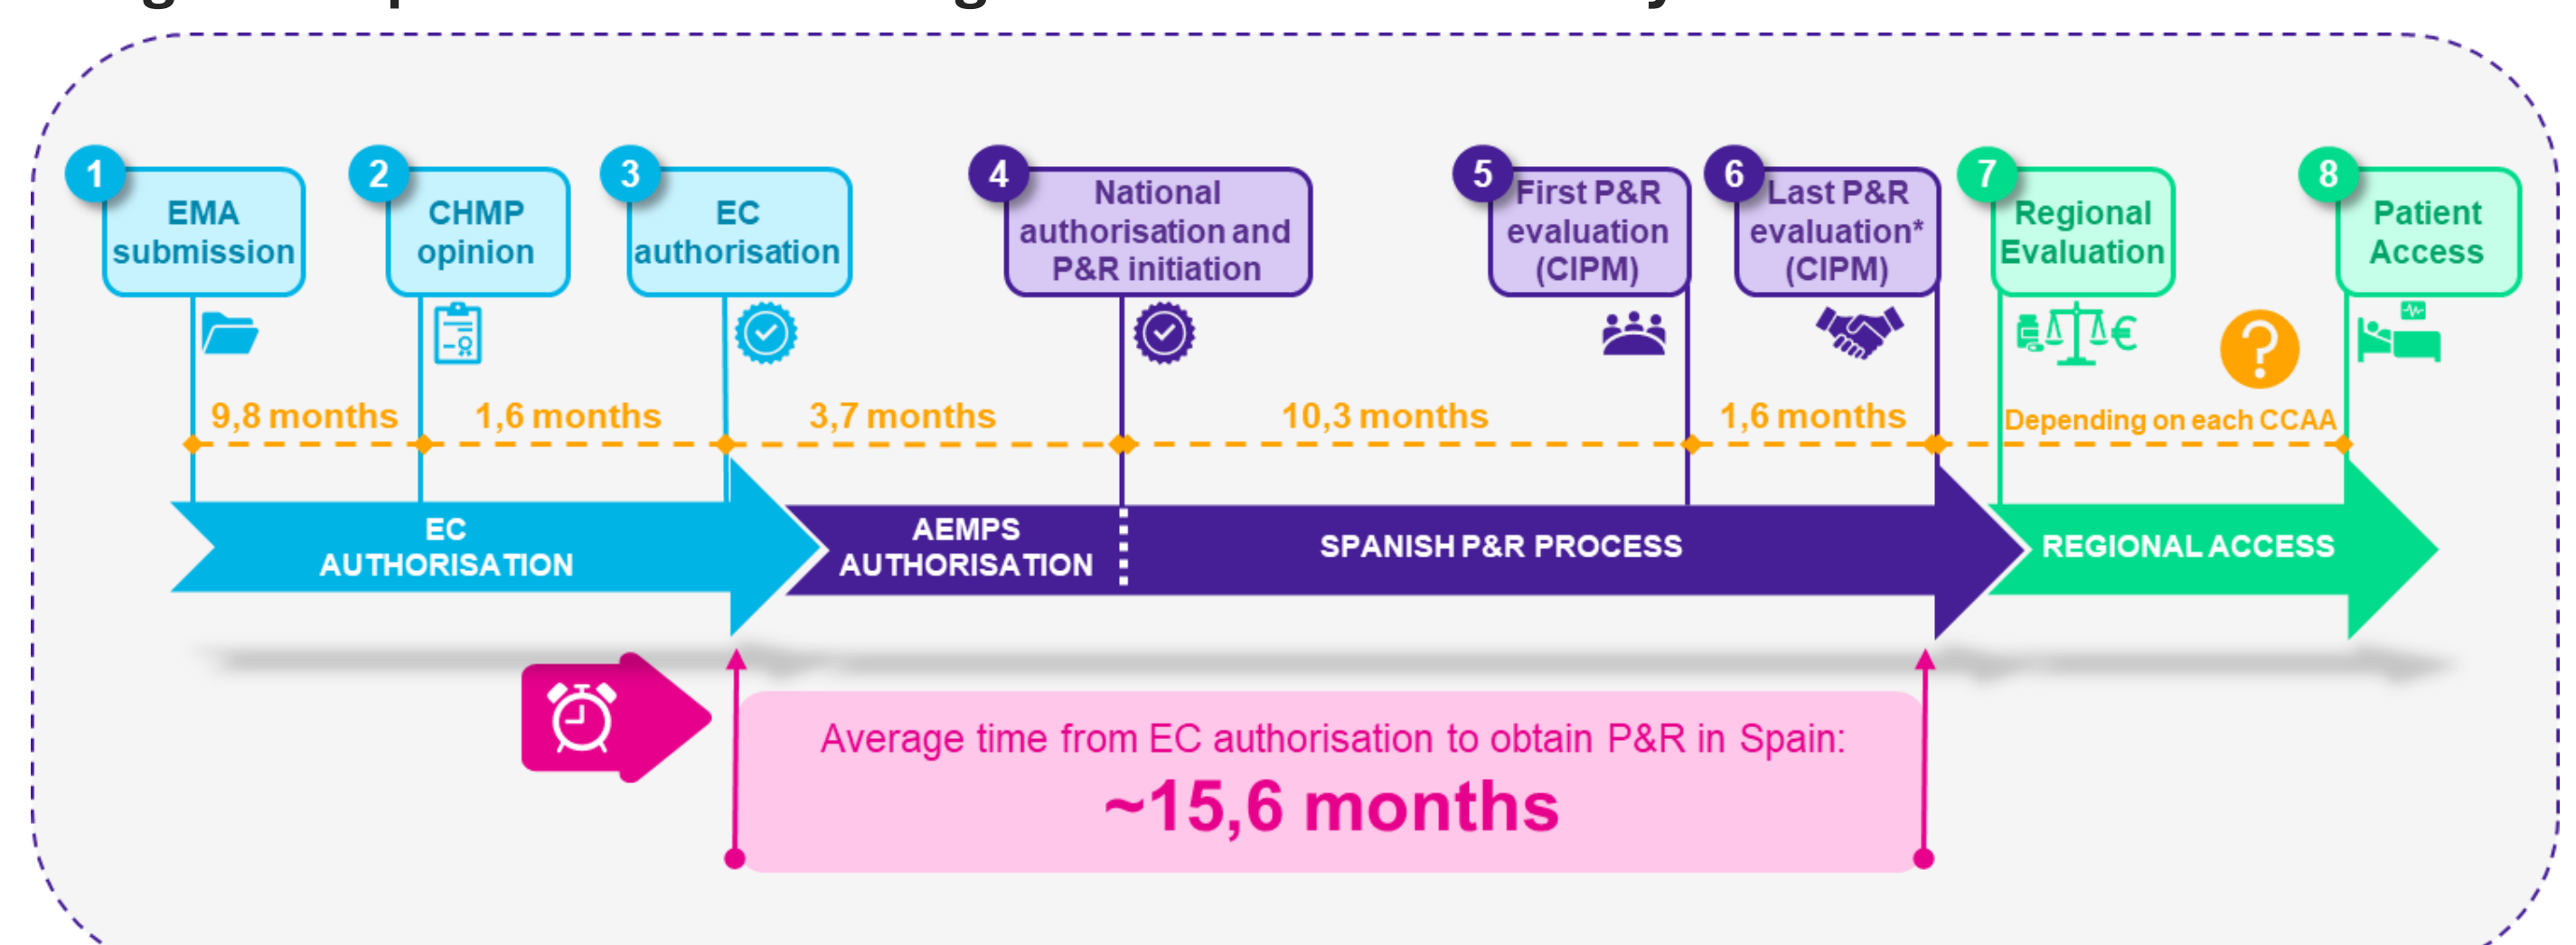 1
EMA
submission
2
CHMP
opinion
3
EC
authorisation
4
National
authorisation and
P&R initiation
5
First P&R
evaluation
(CIPM)
6
Last P&R
evaluation*
(CIPM)
7
Regional
Evaluation
8
Patient
Access
€
?
9,8 months
1,6 months
3,7 months
10,3 months
1,6 months
Depending on each CCAA
EC
AUTHORISATION
AEMPS
AUTHORISATION
SPANISH P&R PROCESS
REGIONAL ACCESS
Average time from EC authorisation to obtain P&R in Spain:
~15,6 months